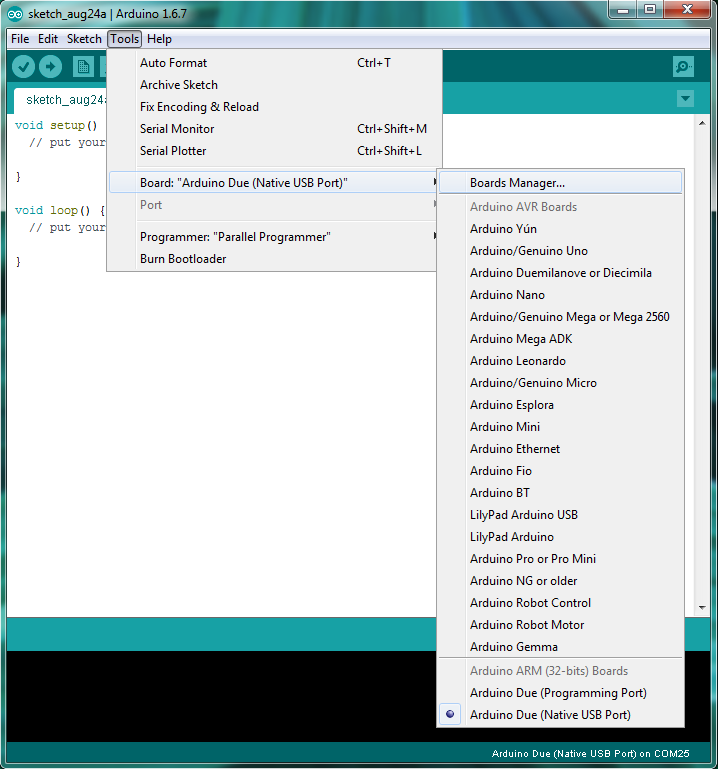 sketch_aug24a | Arduino 1.6.7
File Edit Sketch Tools Help
sketch_aug24a
void setup()
// put your
}
void loop() {
// put your
}
Auto Format Ctrl+T
Archive Sketch
Fix Encoding & Reload
Serial Monitor Ctrl+Shift+M
Serial Plotter Ctrl+Shift+L
Board: "Arduino Due (Native USB Port)"
Port
Programmer: "Parallel Programmer"
Burn Bootloader
Boards Manager...
Arduino AVR Boards
Arduino Yún
Arduino/Genuino Uno
Arduino Duemilanove or Diecimila
Arduino Nano
Arduino/Genuino Mega or Mega 2560
Arduino Mega ADK
Arduino Leonardo
Arduino/Genuino Micro
Arduino Esplora
Arduino Mini
Arduino Ethernet
Arduino Fio
Arduino BT
LilyPad Arduino USB
LilyPad Arduino
Arduino Pro or Pro Mini
Arduino NG or older
Arduino Robot Control
Arduino Robot Motor
Arduino Gemma
Arduino ARM (32-bits) Boards
Arduino Due (Programming Port)
Arduino Due (Native USB Port)
Arduino Due (Native USB Port) on COM25